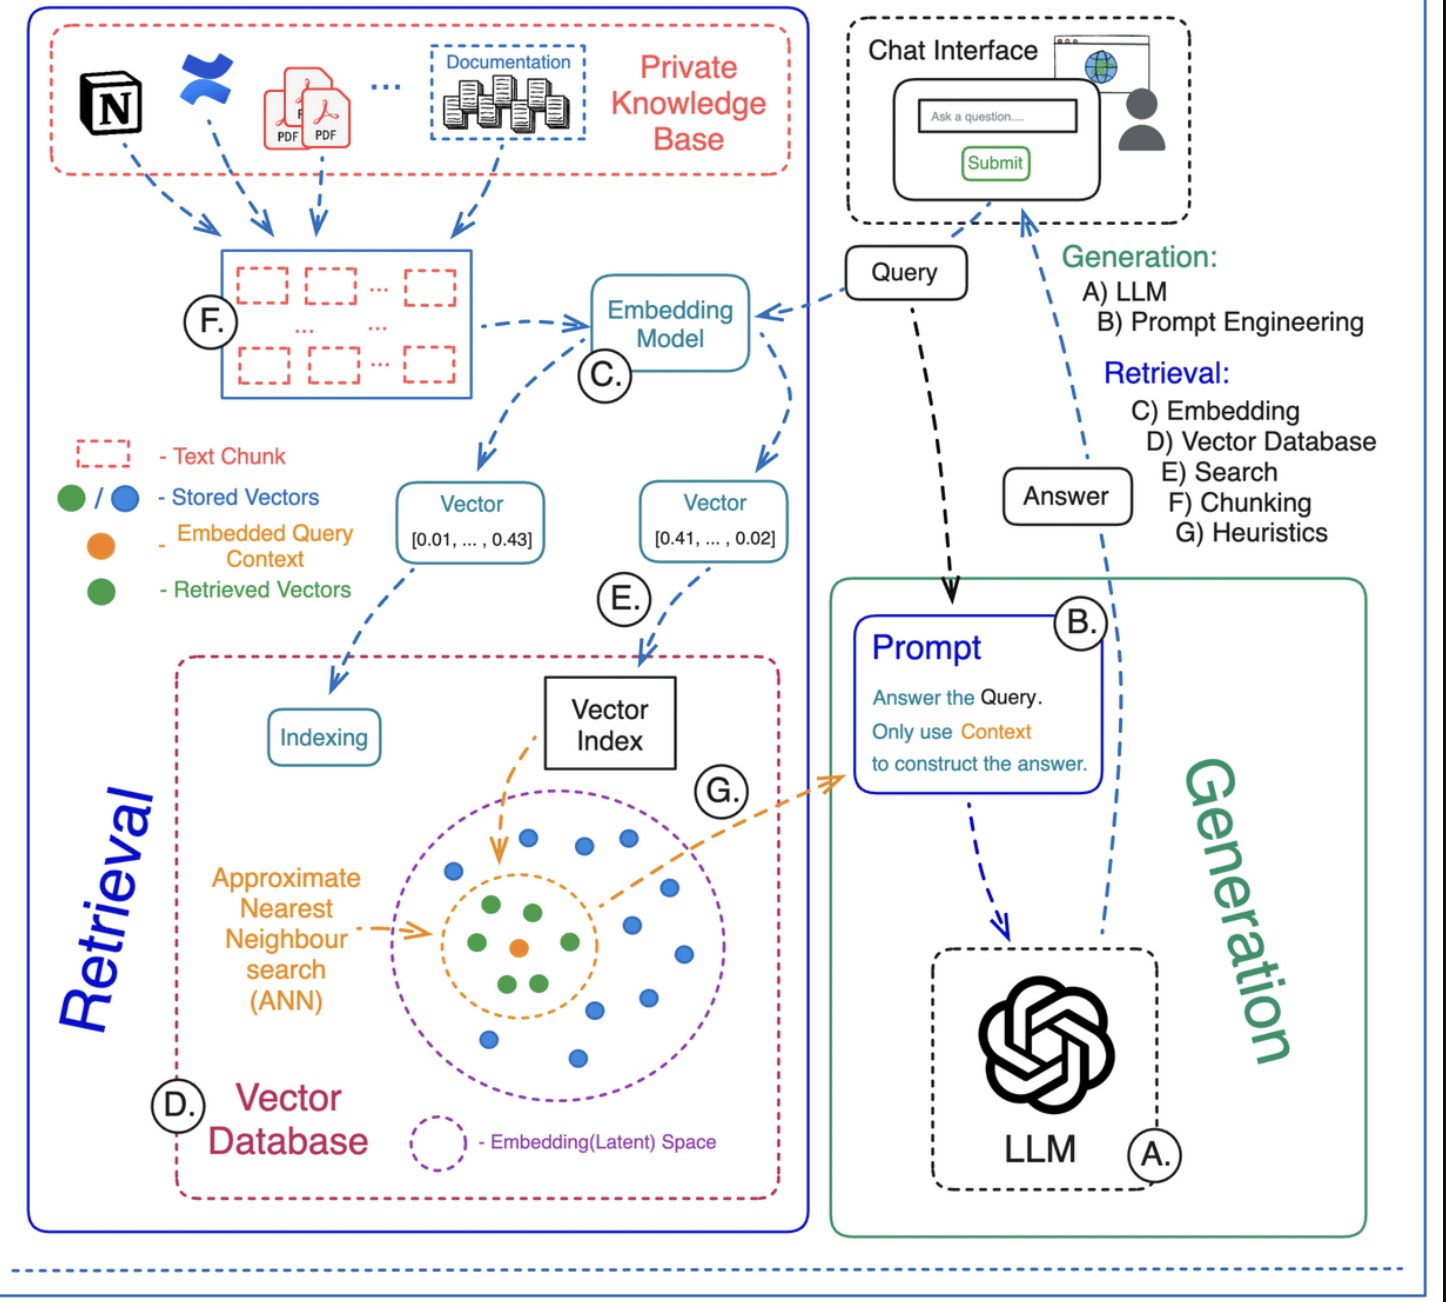 Documentation
Private
Knowledge
Base
N
PDF
PDF
...
Chat Interface
Ask a question....
Submit
Query
Generation:
A) LLM
B) Prompt Engineering
Retrieval:
C) Embedding
D) Vector Database
E) Search
F) Chunking
G) Heuristics
F.
...
...
...
...
Embedding
Model
C.
- Text Chunk
/ - Stored Vectors
- Embedded Query
Context
- Retrieved Vectors
Vector
[0.01, ... , 0.43]
Vector
[0.41, ... , 0.02]
Answer
E.
B.
Prompt
Answer the Query.
Only use Context
to construct the answer.
Indexing
Vector
Index
G.
Retrieval
Approximate
Nearest
Neighbour
search
(ANN)
D.
Vector
Database
- Embedding(Latent) Space
Generation
LLM
A.